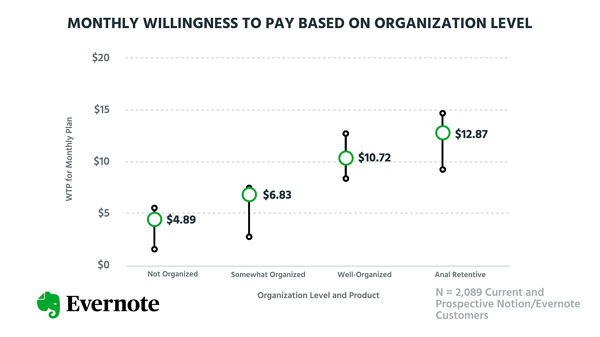 MONTHLY WILLINGNESS TO PAY BASED ON ORGANIZATION LEVEL
$20
$15
$10
$5
$0
WTP for Monthly Plan
$4.89
$6.83
$10.72
$12.87
Not Organized
Somewhat Organized
Well-Organized
Anal Retentive
Organization Level and Product
Evernote
N = 2,089 Current and
Prospective Notion/Evernote
Customers